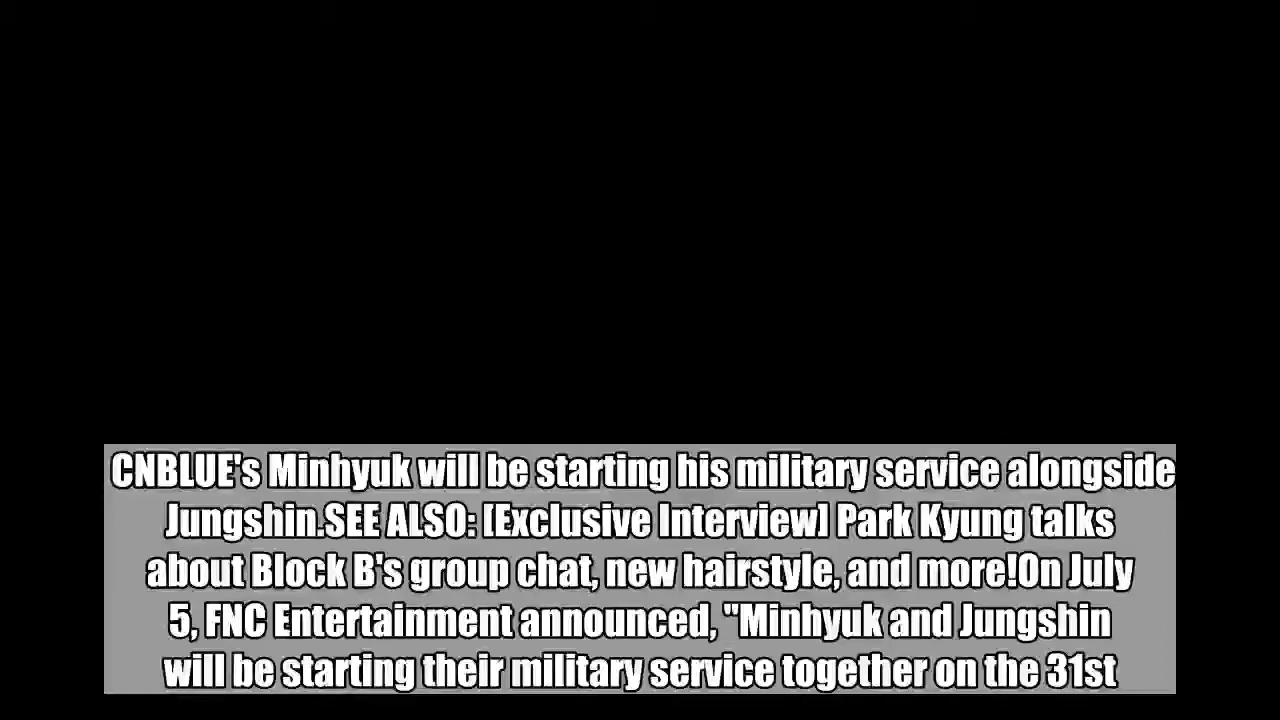 CNBLUE's Minhyuk will be starting his military service alongside
Jungshin.SEE ALSO: [Exclusive Interview] Park Kyung talks
about Block B's group chat, new hairstyle, and more!On July
5, FNC Entertainment announced, "Minhyuk and Jungshin
will be starting their military service together on the 31st